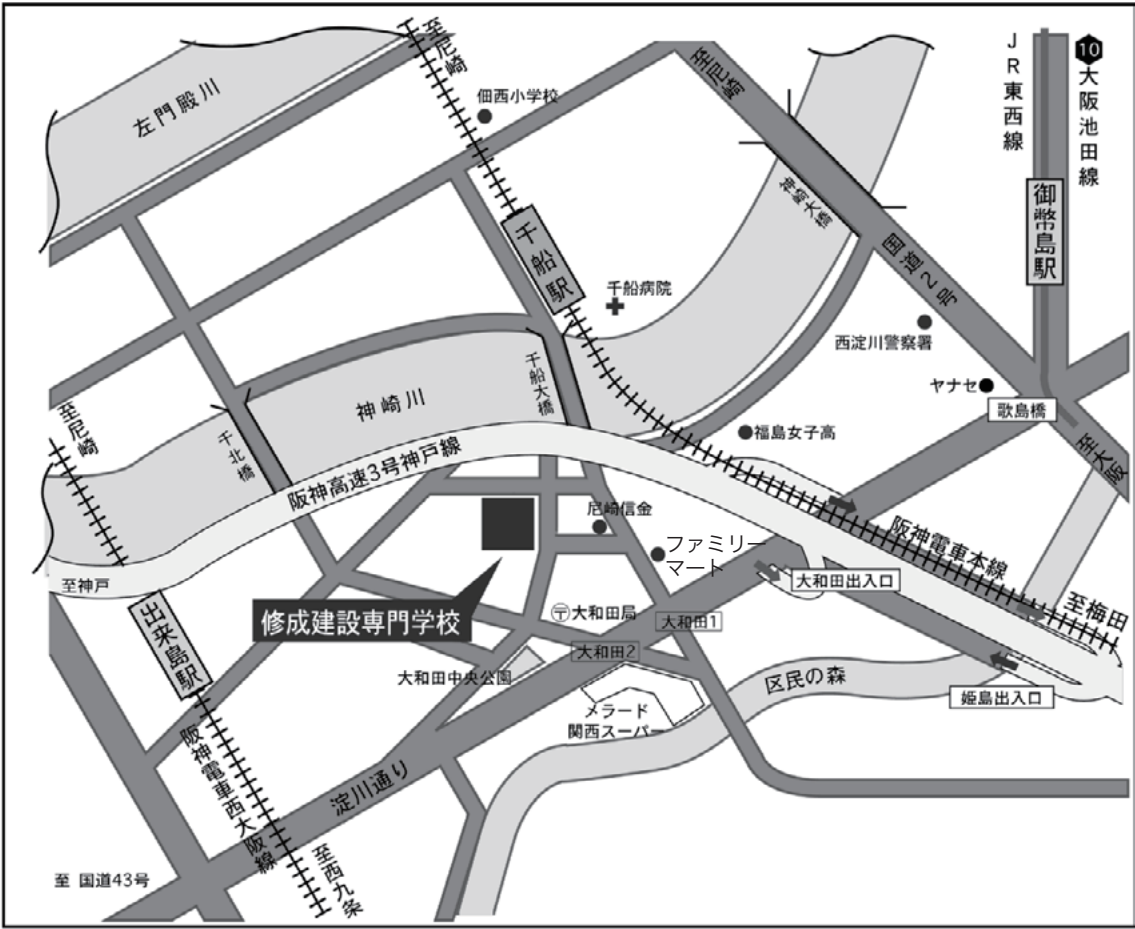 至尼崎
左門殿川
佃西小学校
至尼崎
JR東西線
10
大阪池田線
神崎大橋
御幣島駅
千船駅
国道2号
千船病院
西淀川警察署
ヤナセ
歌島橋
千船大橋
神崎川
至尼崎
千北橋
福島女子高
至大阪
阪神高速3号神戸線
尼崎信金
ファミリー
マート
阪神電車本線
至神戸
大和田出入口
至梅田
修成建設専門学校
〒大和田局
大和田1
出来島駅
大和田2
大和田中央公園
区民の森
姫島出入口
メラード
関西スーパー
阪神電車西大阪線
淀川通り
至西九条
至 国道43号